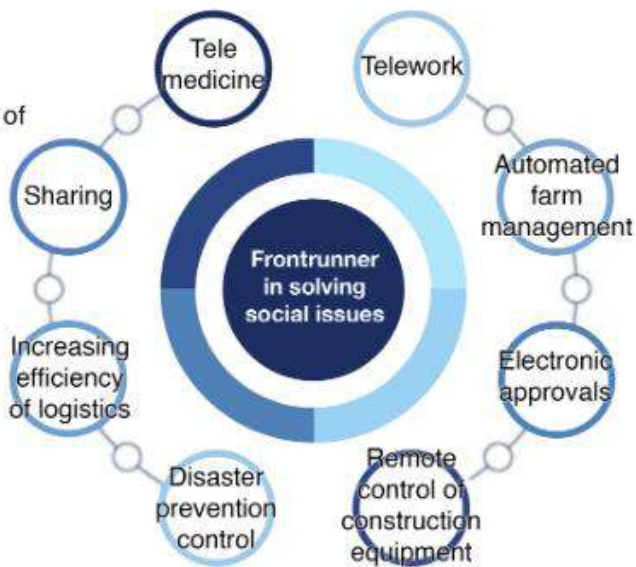 Tele
medicine
Telework
of
Sharing
Automated
farm
management
Frontrunner
in solving
social issues
Increasing
efficiency
of logistics
Electronic
approvals
Disaster
prevention
control
Remote
control of
construction
equipment